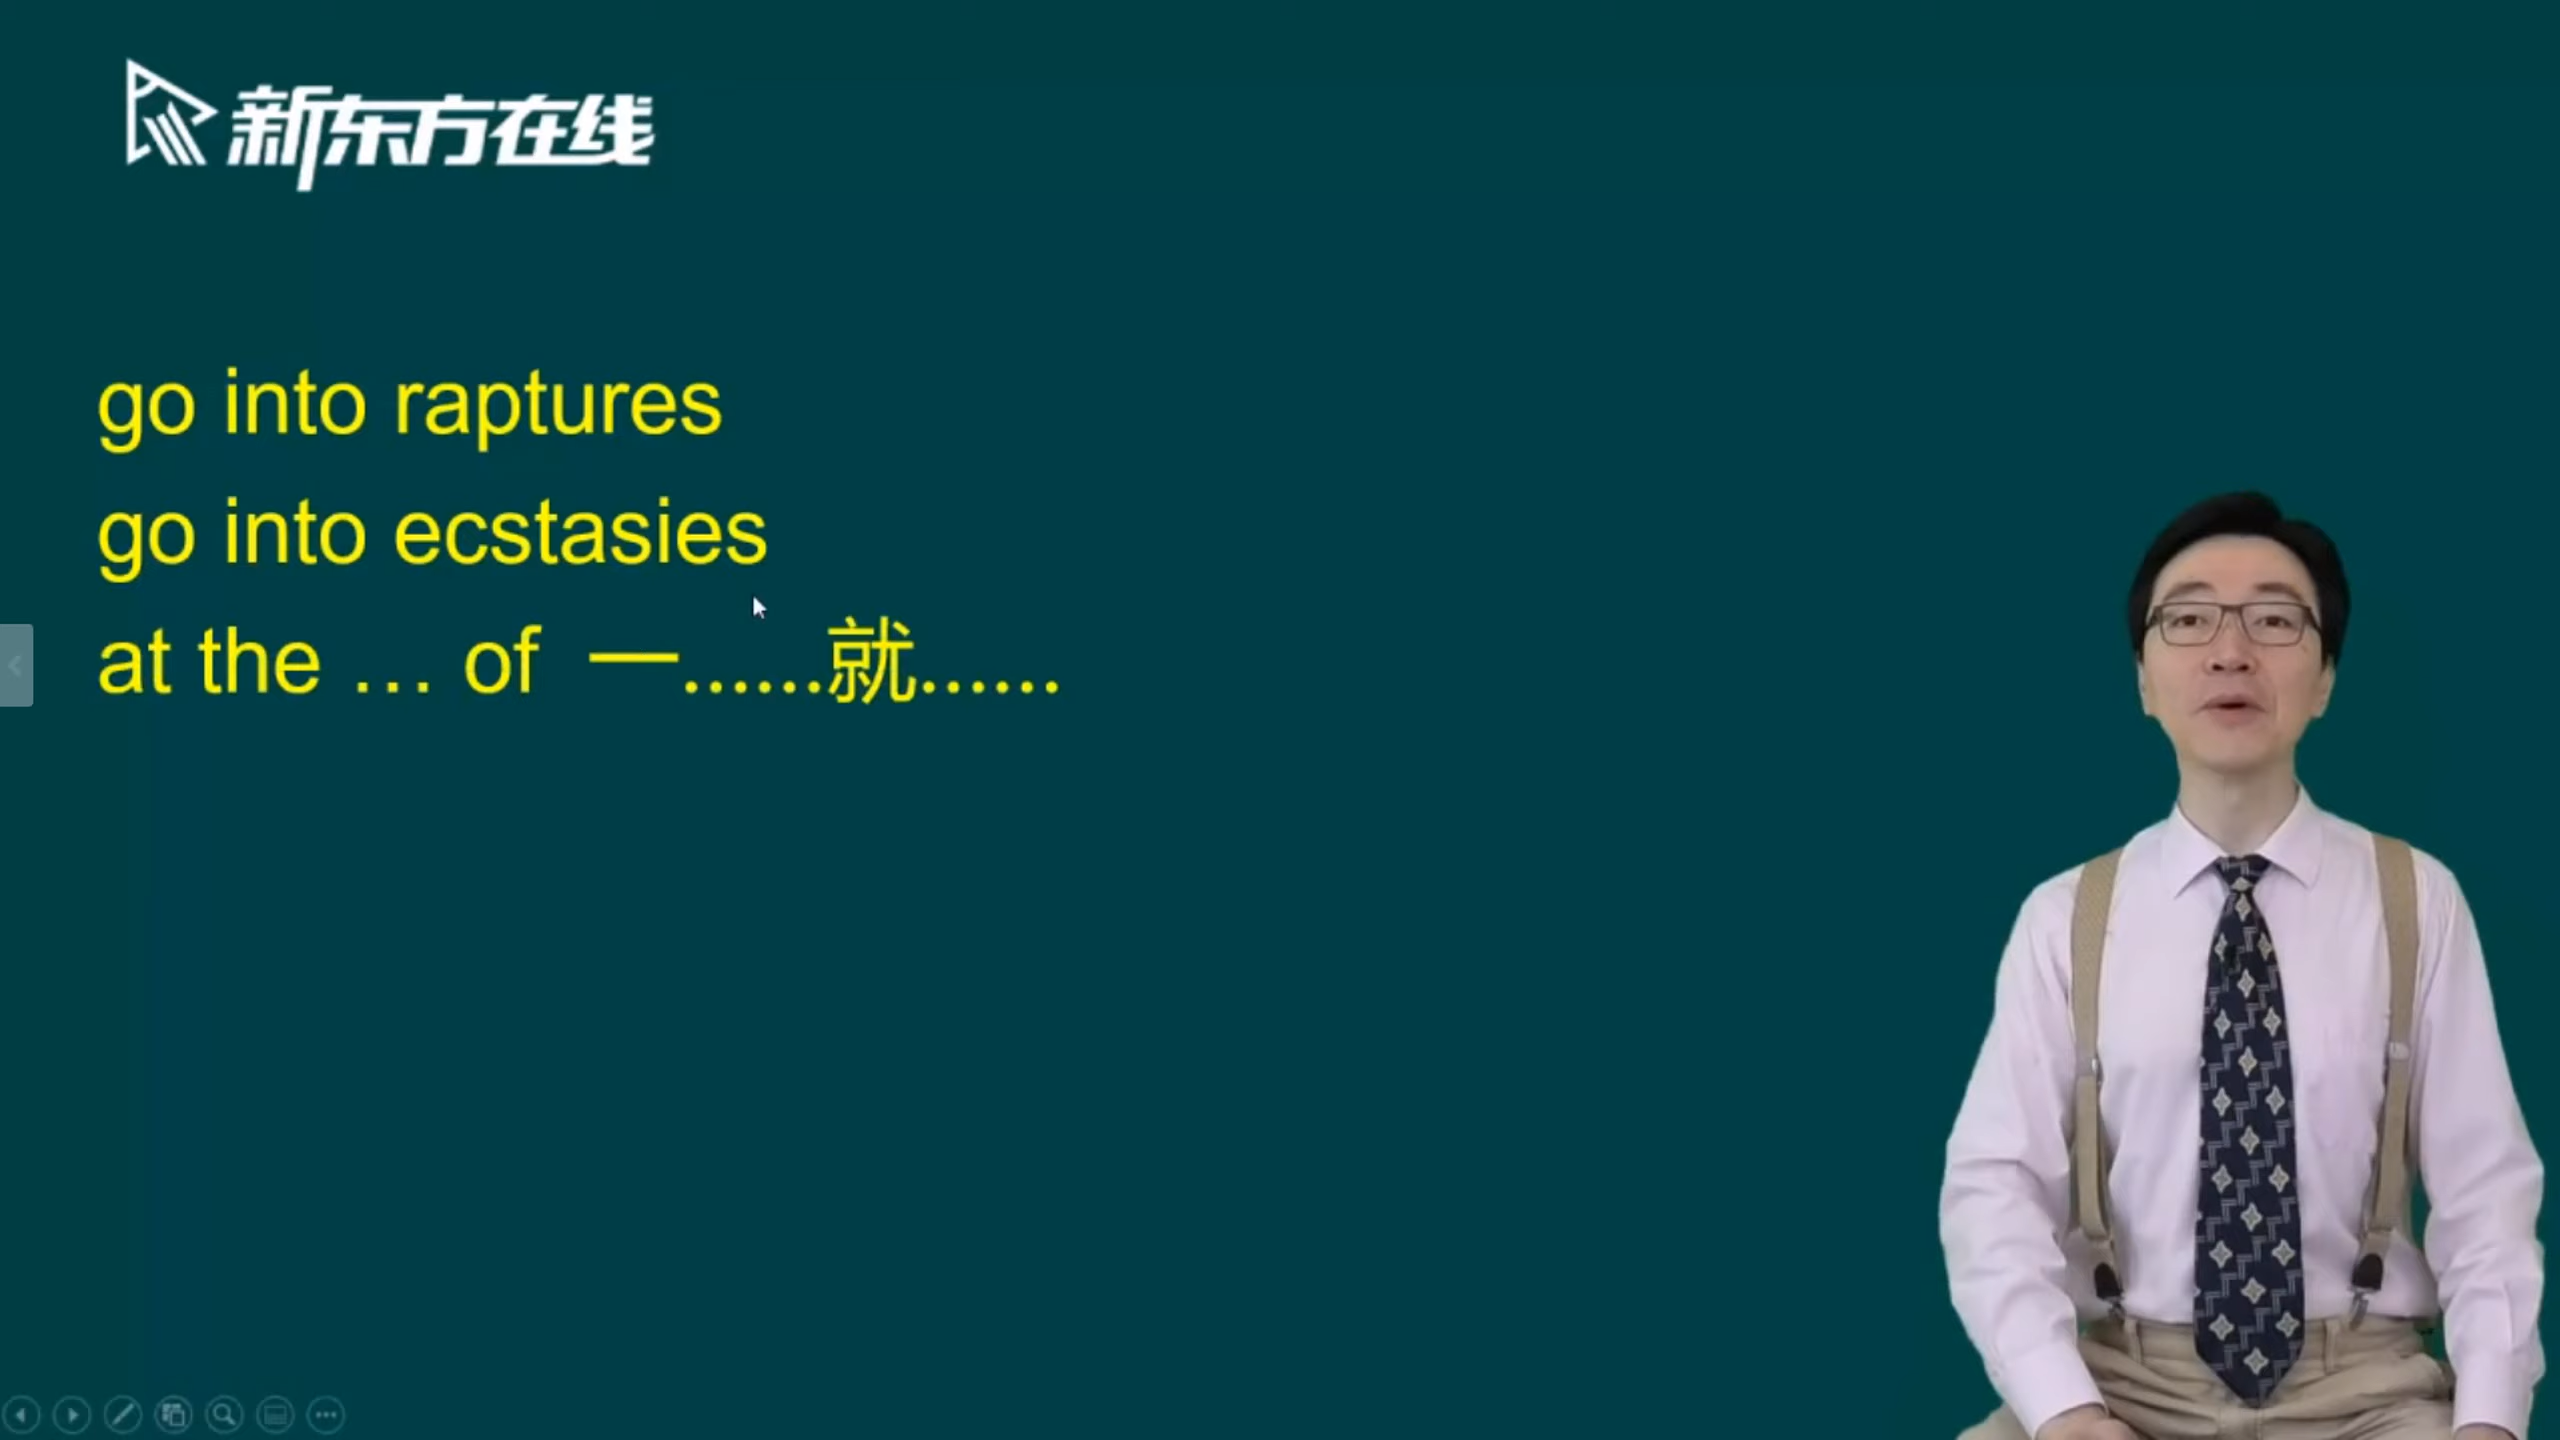 新东方在线
go into raptures
go into ecstasies
at the … of 一……就……